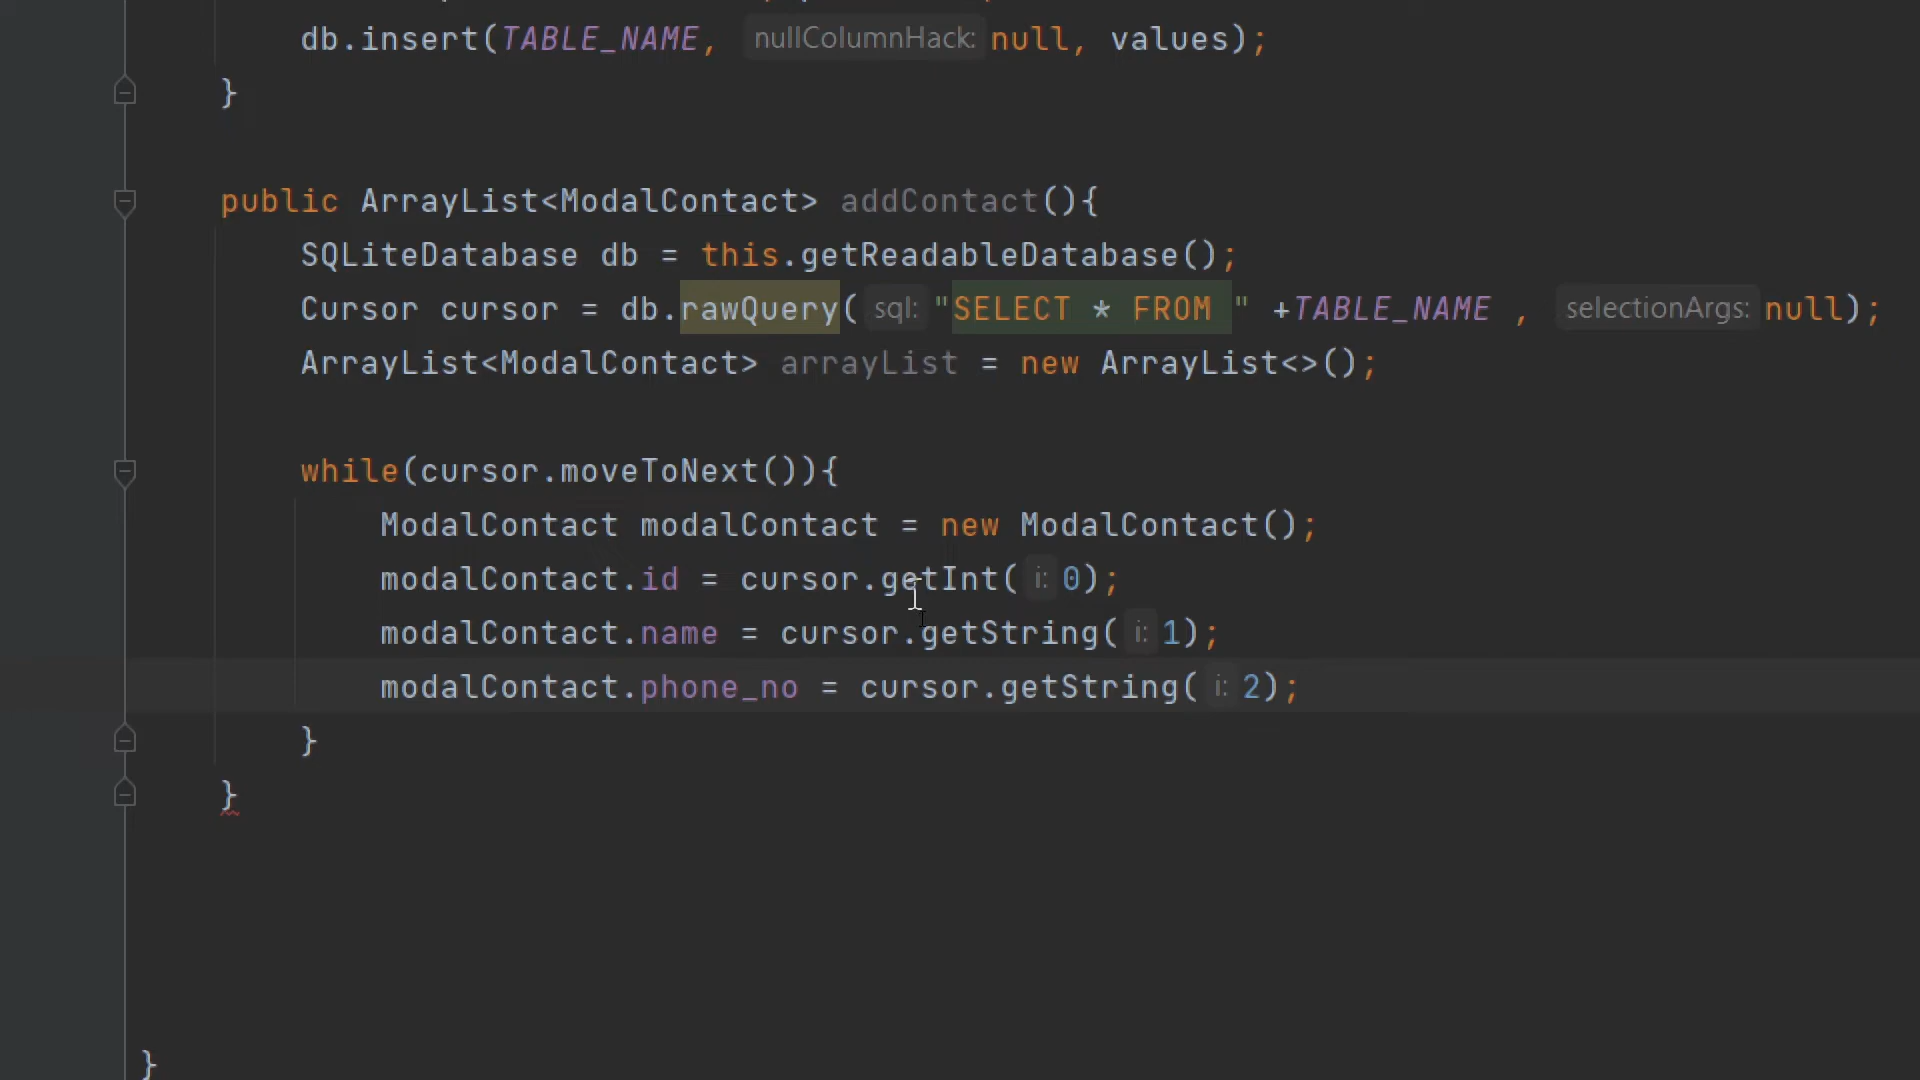 db.insert(TABLE_NAME, nullColumnHack: null, values);
}
public ArrayList<ModalContact> addContact(){
SQLiteDatabase db = this.getReadableDatabase();
Cursor cursor = db.rawQuery( sql: "SELECT * FROM " +TABLE_NAME , selectionArgs: null);
ArrayList<ModalContact> arrayList = new ArrayList<>();
while(cursor.moveToNext()){
ModalContact modalContact = new ModalContact();
modalContact.id = cursor.getInt( i: 0);
modalContact.name = cursor.getString( i: 1);
modalContact.phone_no = cursor.getString( i: 2);
}
}
}